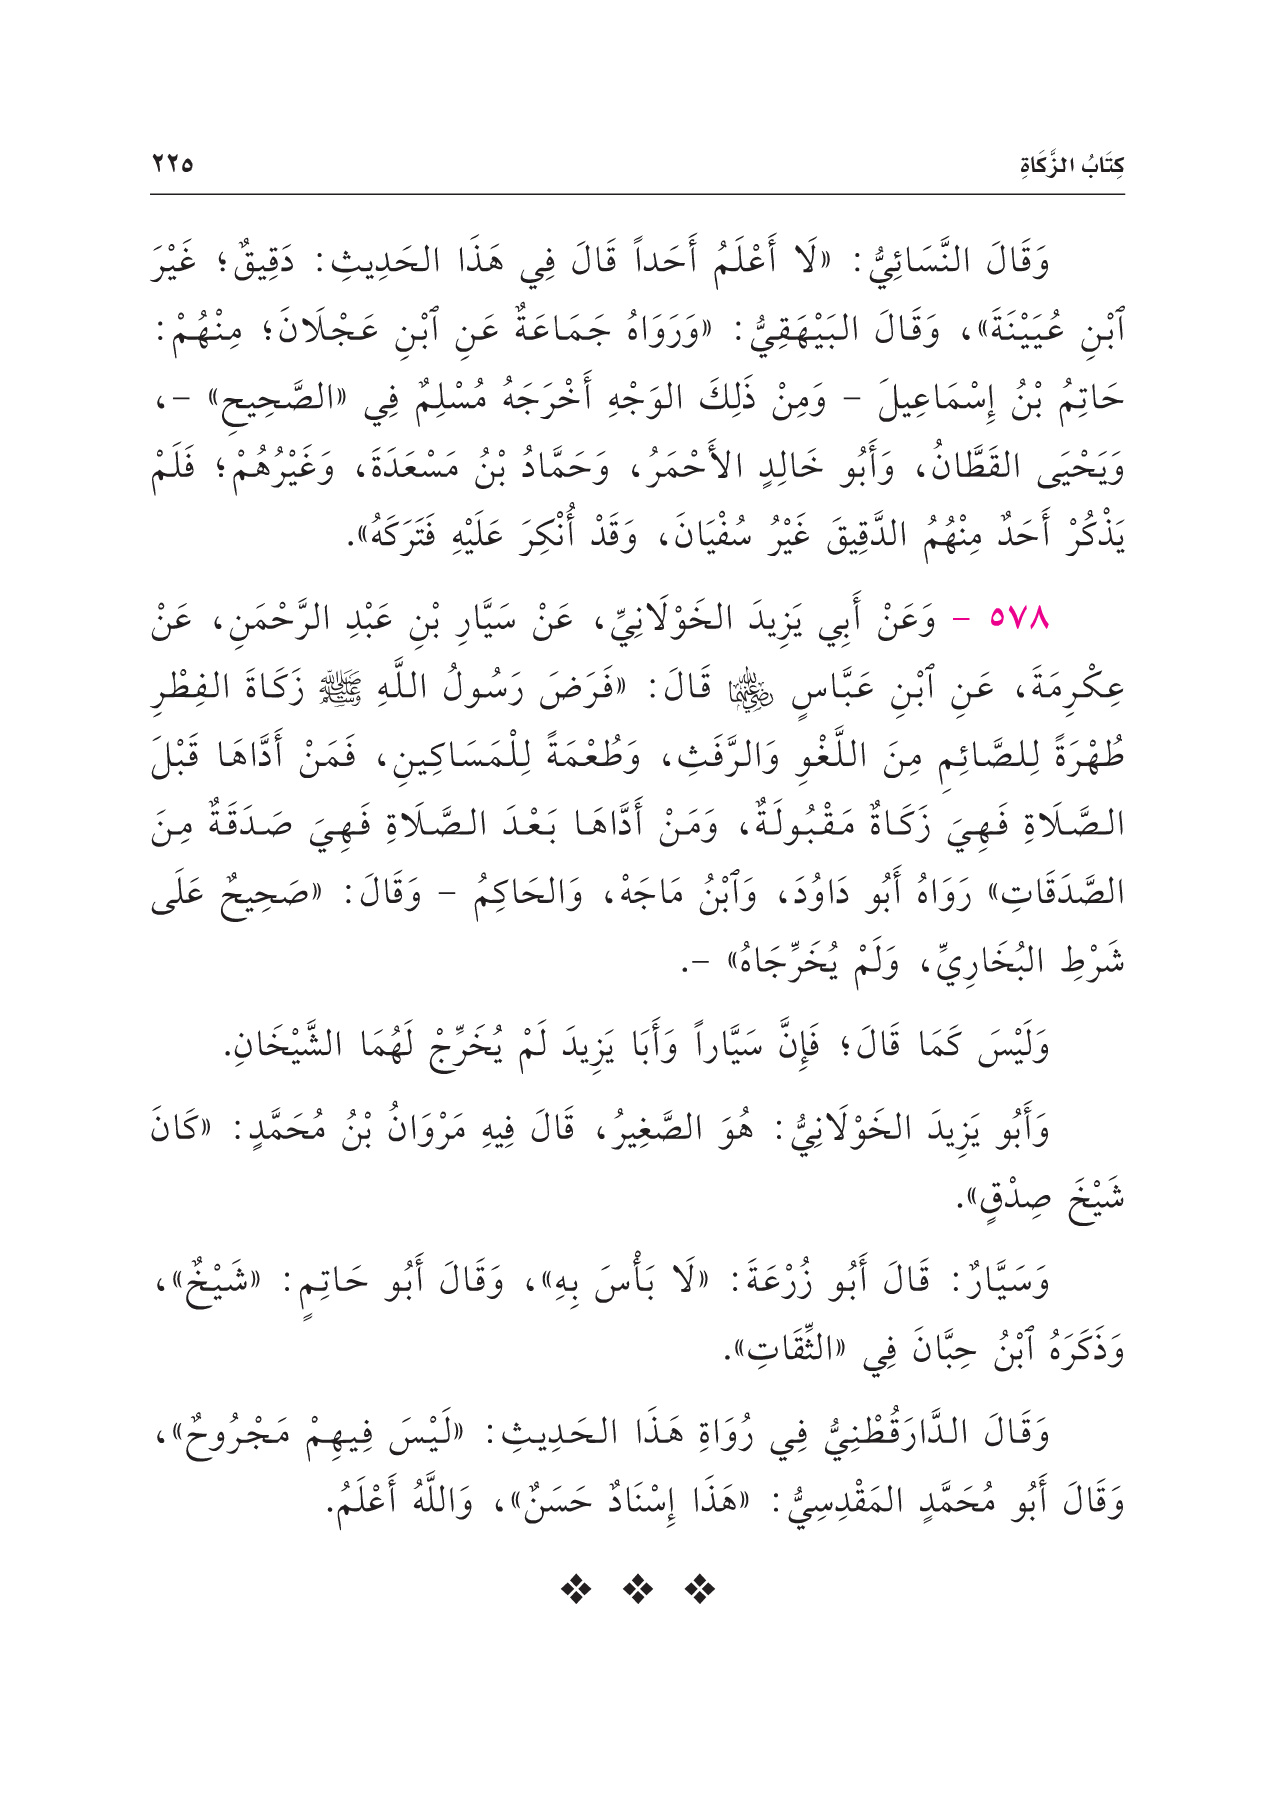 كِتَابُ الزَّكَاةِ ٢٢٥
وَقَالَ النَّسَائِيُّ: «لَا أَعْلَمُ أَحَداً قَالَ فِي هَذَا الحَدِيثِ: دَقِيقٌ؛ غَيْرَ
ٱبْنِ عُيَيْنَةَ»، وَقَالَ البَيْهَقِيُّ: «وَرَوَاهُ جَمَاعَةٌ عَنِ ٱبْنِ عَجْلَانَ؛ مِنْهُمْ:
حَاتِمُ بْنُ إِسْمَاعِيلَ – وَمِنْ ذَلِكَ الوَجْهِ أَخْرَجَهُ مُسْلِمٌ فِي «الصَّحِيحِ» –،
وَيَحْيَى القَطَّانُ، وَأَبُو خَالِدٍ الأَحْمَرُ، وَحَمَّادُ بْنُ مَسْعَدَةَ، وَغَيْرُهُمْ؛ فَلَمْ
يَذْكُرْ أَحَدٌ مِنْهُمُ الدَّقِيقَ غَيْرُ سُفْيَانَ، وَقَدْ أُنْكِرَ عَلَيْهِ فَتَرَكَهُ».
٥٧٨ – وَعَنْ أَبِي يَزِيدَ الخَوْلَانِيِّ، عَنْ سَيَّارِ بْنِ عَبْدِ الرَّحْمَنِ، عَنْ
عِكْرِمَةَ، عَنِ ٱبْنِ عَبَّاسٍ رضي الله عنهما قَالَ: «فَرَضَ رَسُولُ اللَّهِ ﷺ زَكَاةَ الفِطْرِ
طُهْرَةً لِلصَّائِمِ مِنَ اللَّغْوِ وَالرَّفَثِ، وَطُعْمَةً لِلْمَسَاكِينِ، فَمَنْ أَدَّاهَا قَبْلَ
الصَّلَاةِ فَهِيَ زَكَاةٌ مَقْبُولَةٌ، وَمَنْ أَدَّاهَا بَعْدَ الصَّلَاةِ فَهِيَ صَدَقَةٌ مِنَ
الصَّدَقَاتِ» رَوَاهُ أَبُو دَاوُدَ، وَٱبْنُ مَاجَهْ، وَالحَاكِمُ – وَقَالَ: «صَحِيحٌ عَلَى
شَرْطِ البُخَارِيِّ، وَلَمْ يُخَرِّجَاهُ» –.
وَلَيْسَ كَمَا قَالَ؛ فَإِنَّ سَيَّاراً وَأَبَا يَزِيدَ لَمْ يُخَرِّجْ لَهُمَا الشَّيْخَانِ.
وَأَبُو يَزِيدَ الخَوْلَانِيُّ: هُوَ الصَّغِيرُ، قَالَ فِيهِ مَرْوَانُ بْنُ مُحَمَّدٍ: «كَانَ
شَيْخَ صِدْقٍ».
وَسَيَّارٌ: قَالَ أَبُو زُرْعَةَ: «لَا بَأْسَ بِهِ»، وَقَالَ أَبُو حَاتِمٍ: «شَيْخٌ»،
وَذَكَرَهُ ٱبْنُ حِبَّانَ فِي «الثِّقَاتِ».
وَقَالَ الدَّارَقُطْنِيُّ فِي رُوَاةِ هَذَا الحَدِيثِ: «لَيْسَ فِيهِمْ مَجْرُوحٌ»،
وَقَالَ أَبُو مُحَمَّدٍ المَقْدِسِيُّ: «هَذَا إِسْنَادٌ حَسَنٌ»، وَاللَّهُ أَعْلَمُ.